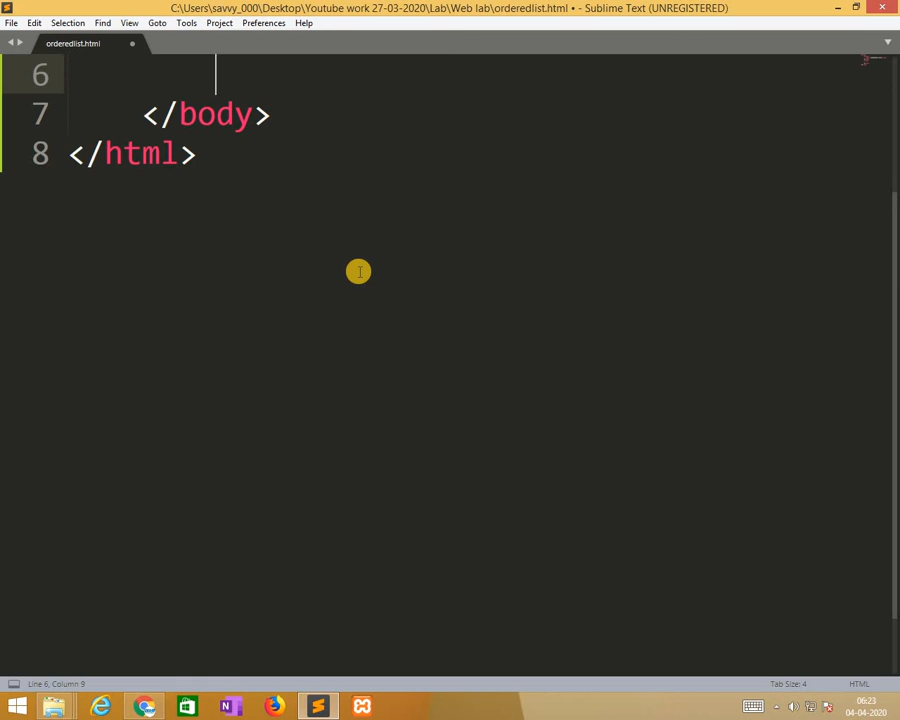 C:\Users\savvy_000\Desktop\Youtube work 27-03-2020\Lab\Web lab\orderedlist.html • - Sublime Text (UNREGISTERED)
File Edit Selection Find View Goto Tools Project Preferences Help
orderedlist.html
6
7 </body>
8 </html>
Line 6, Column 9 Tab Size: 4 HTML
06:23
04-04-2020